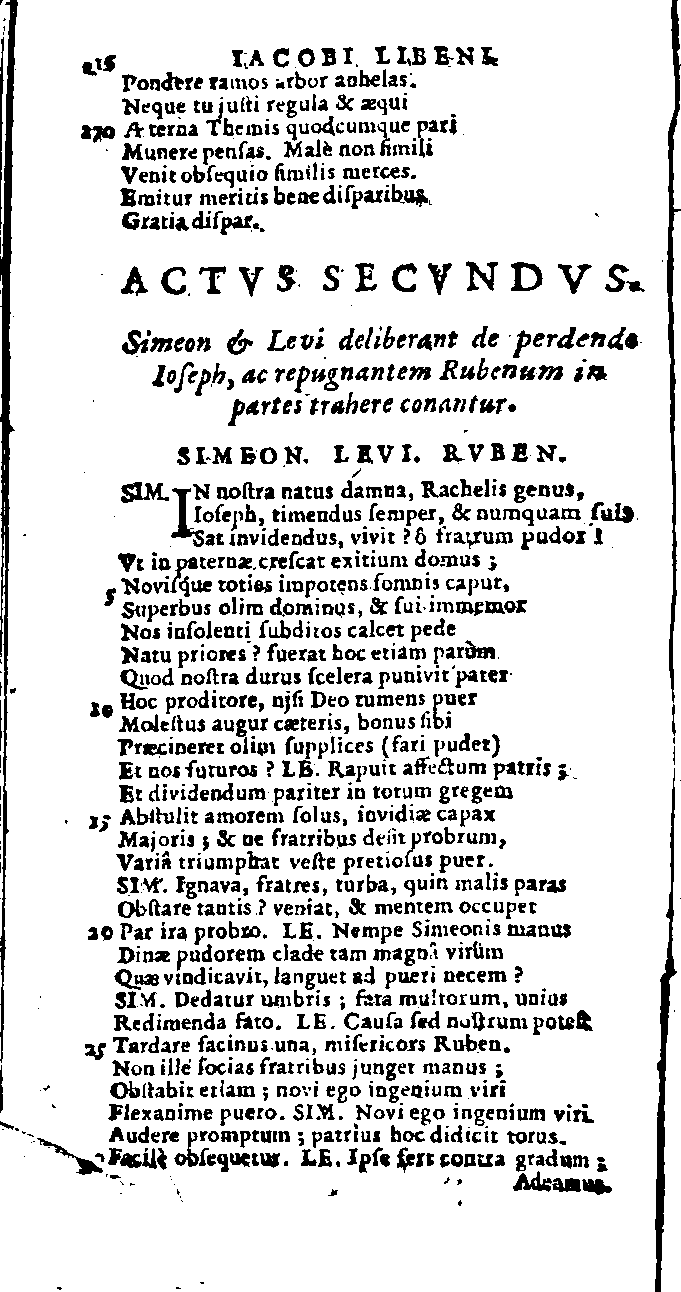 IACOBI LIBENI
Pondere ramos arbor anhelas.
Neque tu juſti regula & æqui
270 Æterna Themis quodcumque pari
Munere penſas. Malè non ſimili
Venit obſequio ſimilis merces.
Emitur meritis bene diſparibus
Gratia diſpar.
ACTVS SECVNDVS.
Simeon & Levi deliberant de perdendo
Ioſeph, ac repugnantem Rubenum in
partes trahere conantur.
SIMEON. LEVI. RVBEN.
SIM. IN noſtra natus damna, Rachelis genus,
Ioſeph, timendus ſemper, & numquam ſuis
Sat invidendus, vivit? ô fratrum pudor!
Vt in paternæ creſcat exitium domus;
5 Noviſque toties impotens ſomnis caput,
Superbus olim dominus, & ſui immemor
Nos inſolenti ſubditos calcet pede
Natu priores? fuerat hoc etiam parùm
Quod noſtra durus ſcelera punivit pater
10 Hoc proditore, niſi Deo tumens puer
Moleſtus augur cæteris, bonus ſibi
Præcineret olim ſupplices (fari pudet)
Et nos futuros? LE. Rapuit affectum patris;
Et dividendum pariter in totum gregem
15 Abſtulit amorem ſolus, invidiæ capax
Majoris; & ne fratribus deſit probrum,
Variâ triumphat veſte pretioſus puer.
SIM. Ignava, fratres, turba, quin malis paras
Obſtare tantis? veniat, & mentem occupet
20 Par ira probro. LE. Nempe Simeonis manus
Dinæ pudorem clade tam magnâ virûm
Quæ vindicavit, languet ad pueri necem?
SIM. Dedatur umbris; fata multorum, unius
Redimenda fato. LE. Cauſa ſed noſtrum poteſt
25 Tardare facinus una, miſericors Ruben.
Non ille ſocias fratribus junget manus;
Obſtabit etiam; novi ego ingenium viri
Flexanime puero. SIM. Novi ego ingenium viri
Audere promptum; patrius hoc didicit torus.
Facilè obſequetur. LE. Ipſe fert contra gradum;
Adeamus.